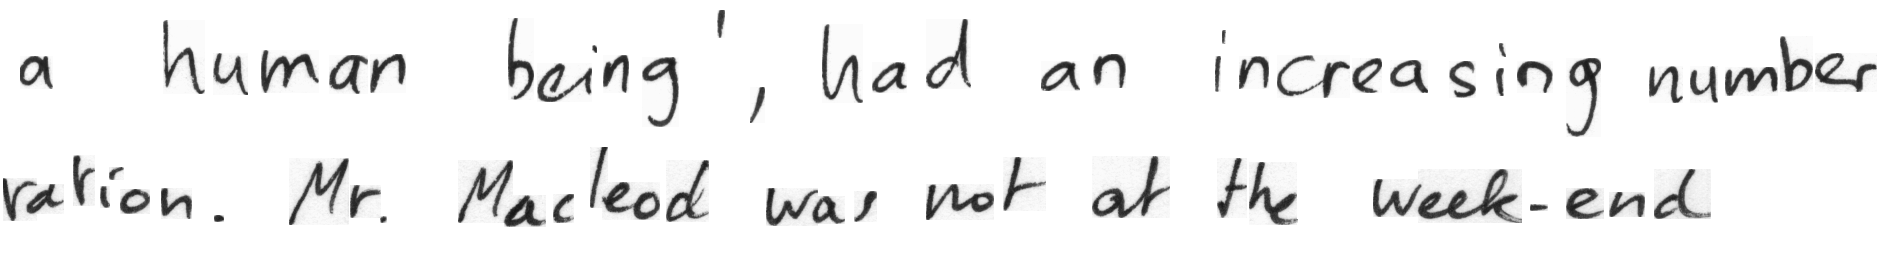 a human being', had an increasing number
ration. Mr. Macleod was not at the week-end